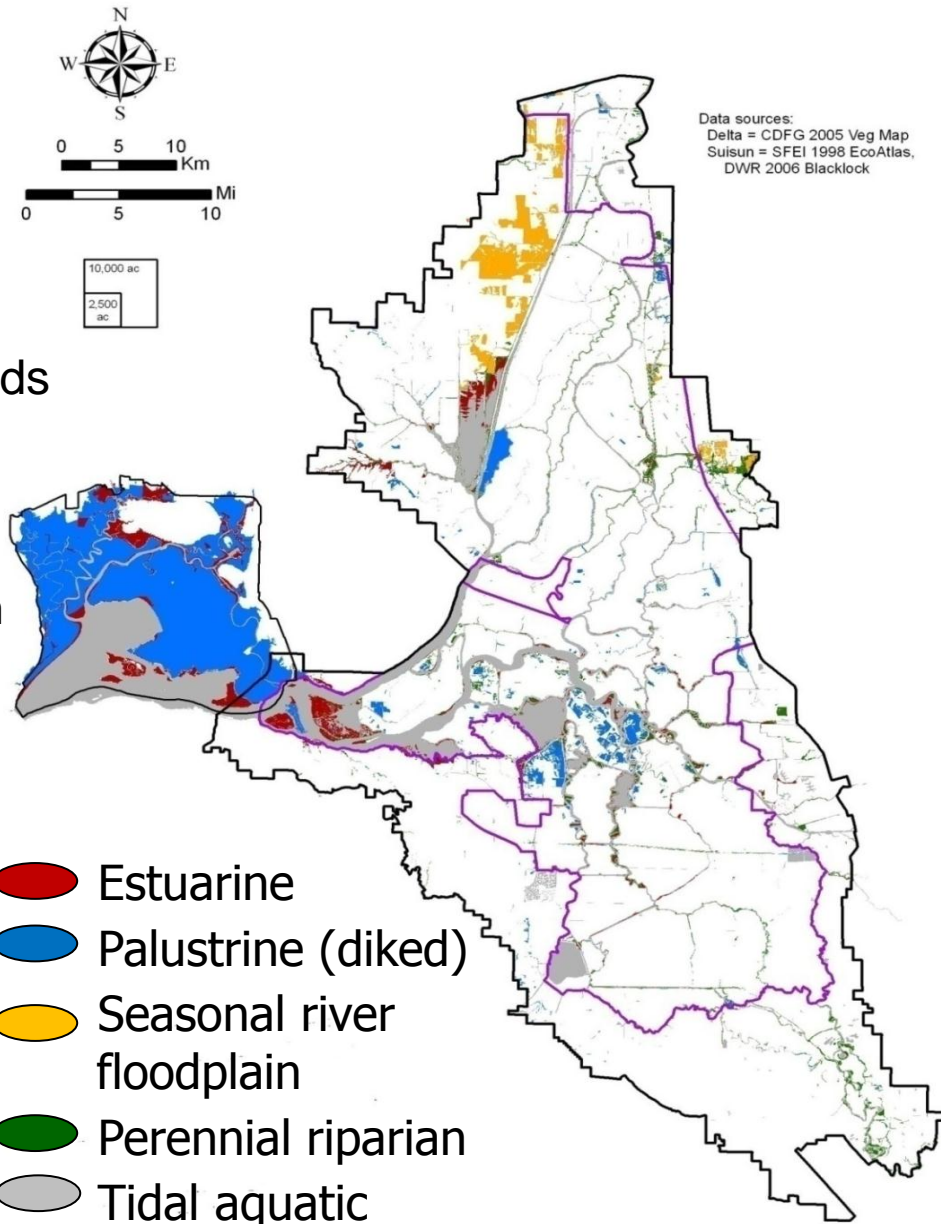 N
W E
S
0 5 10
Km
Mi
0 5 10
Data sources:
Delta = CDFG 2005 Veg Map
Suisun = SFEI 1998 EcoAtlas,
DWR 2006 Blacklock
10,000 ac
2,500
ac
ds
Estuarine
Palustrine (diked)
Seasonal river
floodplain
Perennial riparian
Tidal aquatic